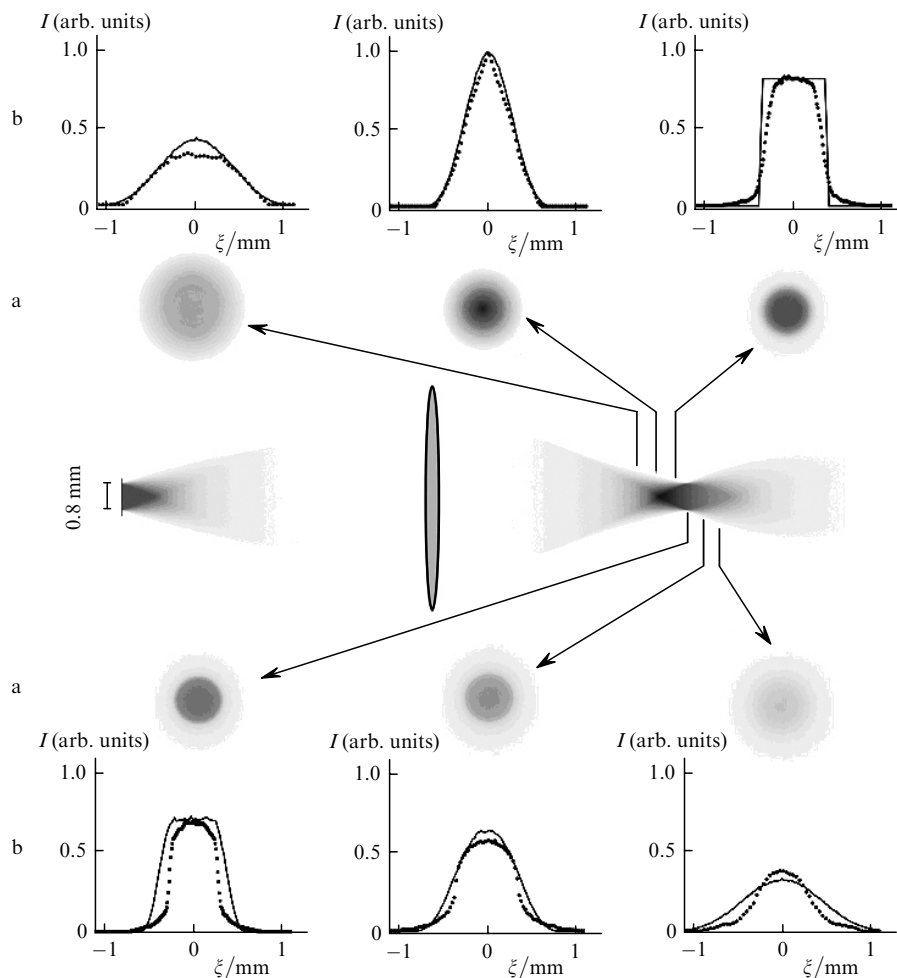 I (arb. units) I (arb. units) I (arb. units)
1.0 1.0 1.0
b
0.5 0.5 0.5
0 0 0
−1 0 1 −1 0 1 −1 0 1
ξ/mm ξ/mm ξ/mm
a
0.8 mm
a
I (arb. units) I (arb. units) I (arb. units)
1.0 1.0 1.0
b
0.5 0.5 0.5
0 0 0
−1 0 1 −1 0 1 −1 0 1
ξ/mm ξ/mm ξ/mm